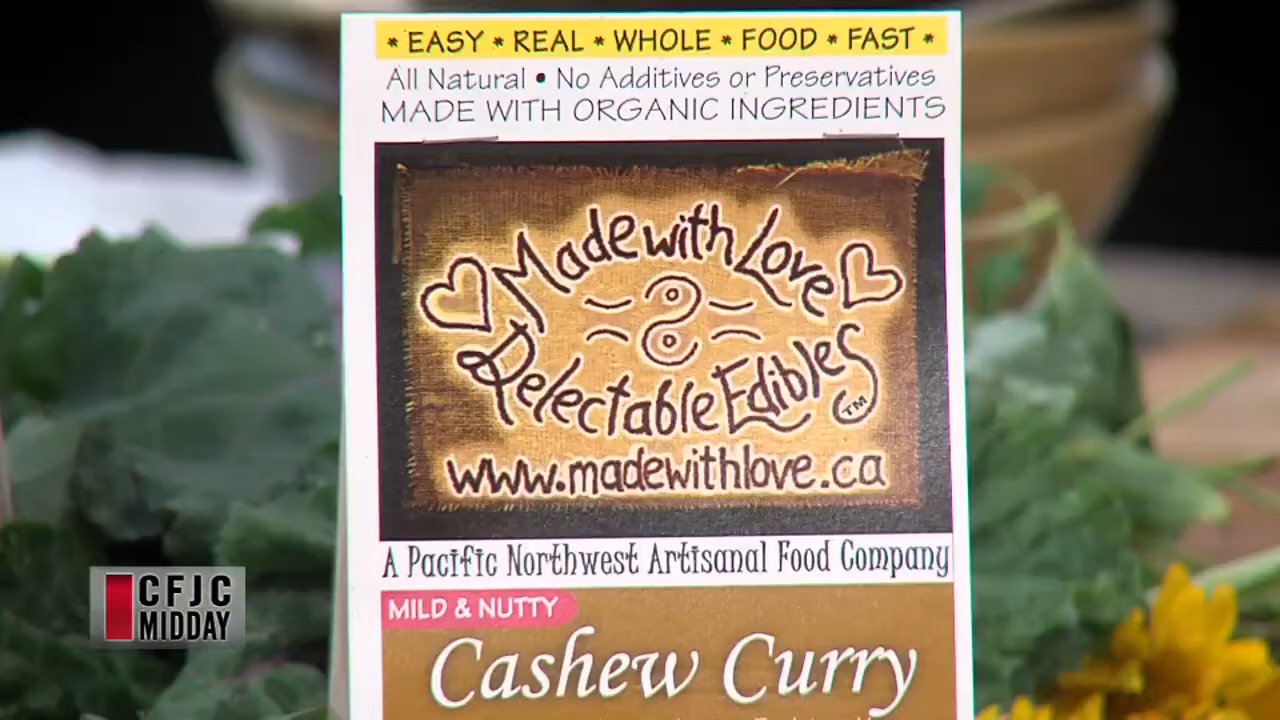 * EASY * REAL * WHOLE * FOOD * FAST *
All Natural • No Additives or Preservatives
MADE WITH ORGANIC INGREDIENTS
Made with Love
Delectable Edibles TM
www.madewithlove.ca
A Pacific Northwest Artisanal Food Company
MILD & NUTTY
Cashew Curry
CFJC
MIDDAY